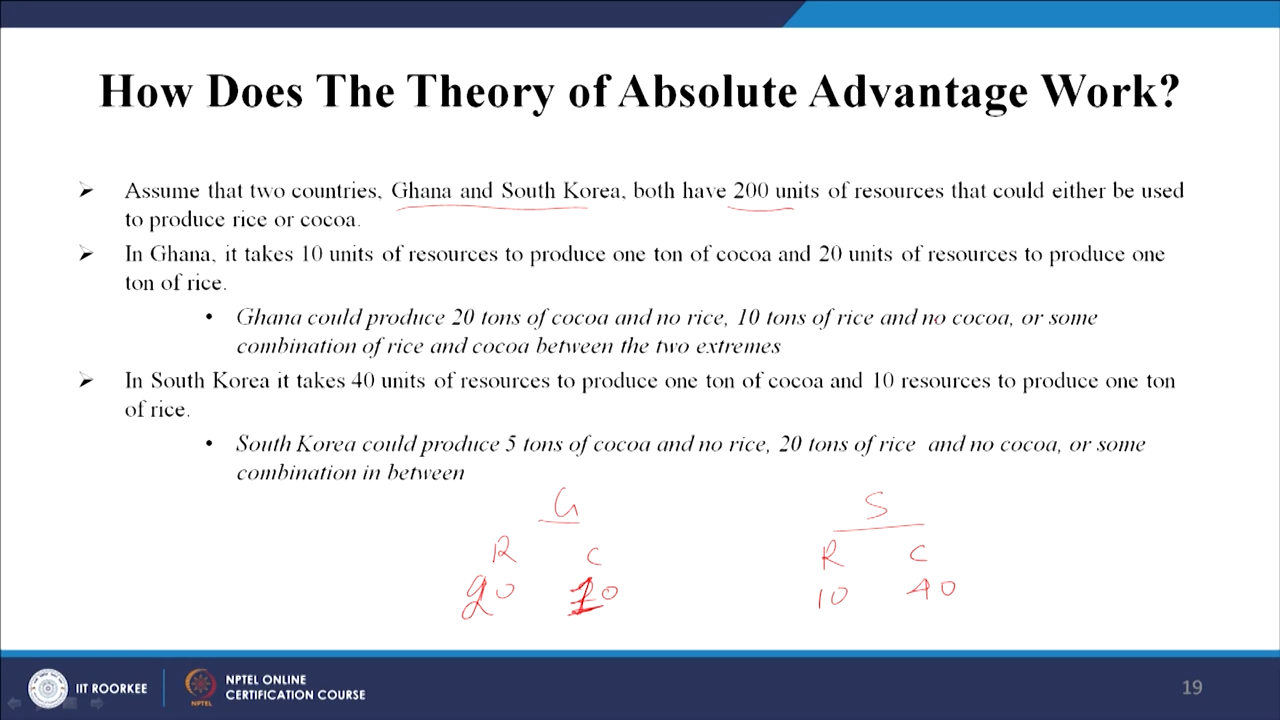 How Does The Theory of Absolute Advantage Work?
➢ Assume that two countries, Ghana and South Korea, both have 200 units of resources that could either be used
to produce rice or cocoa.
➢ In Ghana, it takes 10 units of resources to produce one ton of cocoa and 20 units of resources to produce one
ton of rice.
• Ghana could produce 20 tons of cocoa and no rice, 10 tons of rice and no cocoa, or some
combination of rice and cocoa between the two extremes
➢ In South Korea it takes 40 units of resources to produce one ton of cocoa and 10 resources to produce one ton
of rice.
• South Korea could produce 5 tons of cocoa and no rice, 20 tons of rice and no cocoa, or some
combination in between
G S
R C R C
20 10 10 40
IIT ROORKEE
NPTEL ONLINE
CERTIFICATION COURSE
NPTEL
19